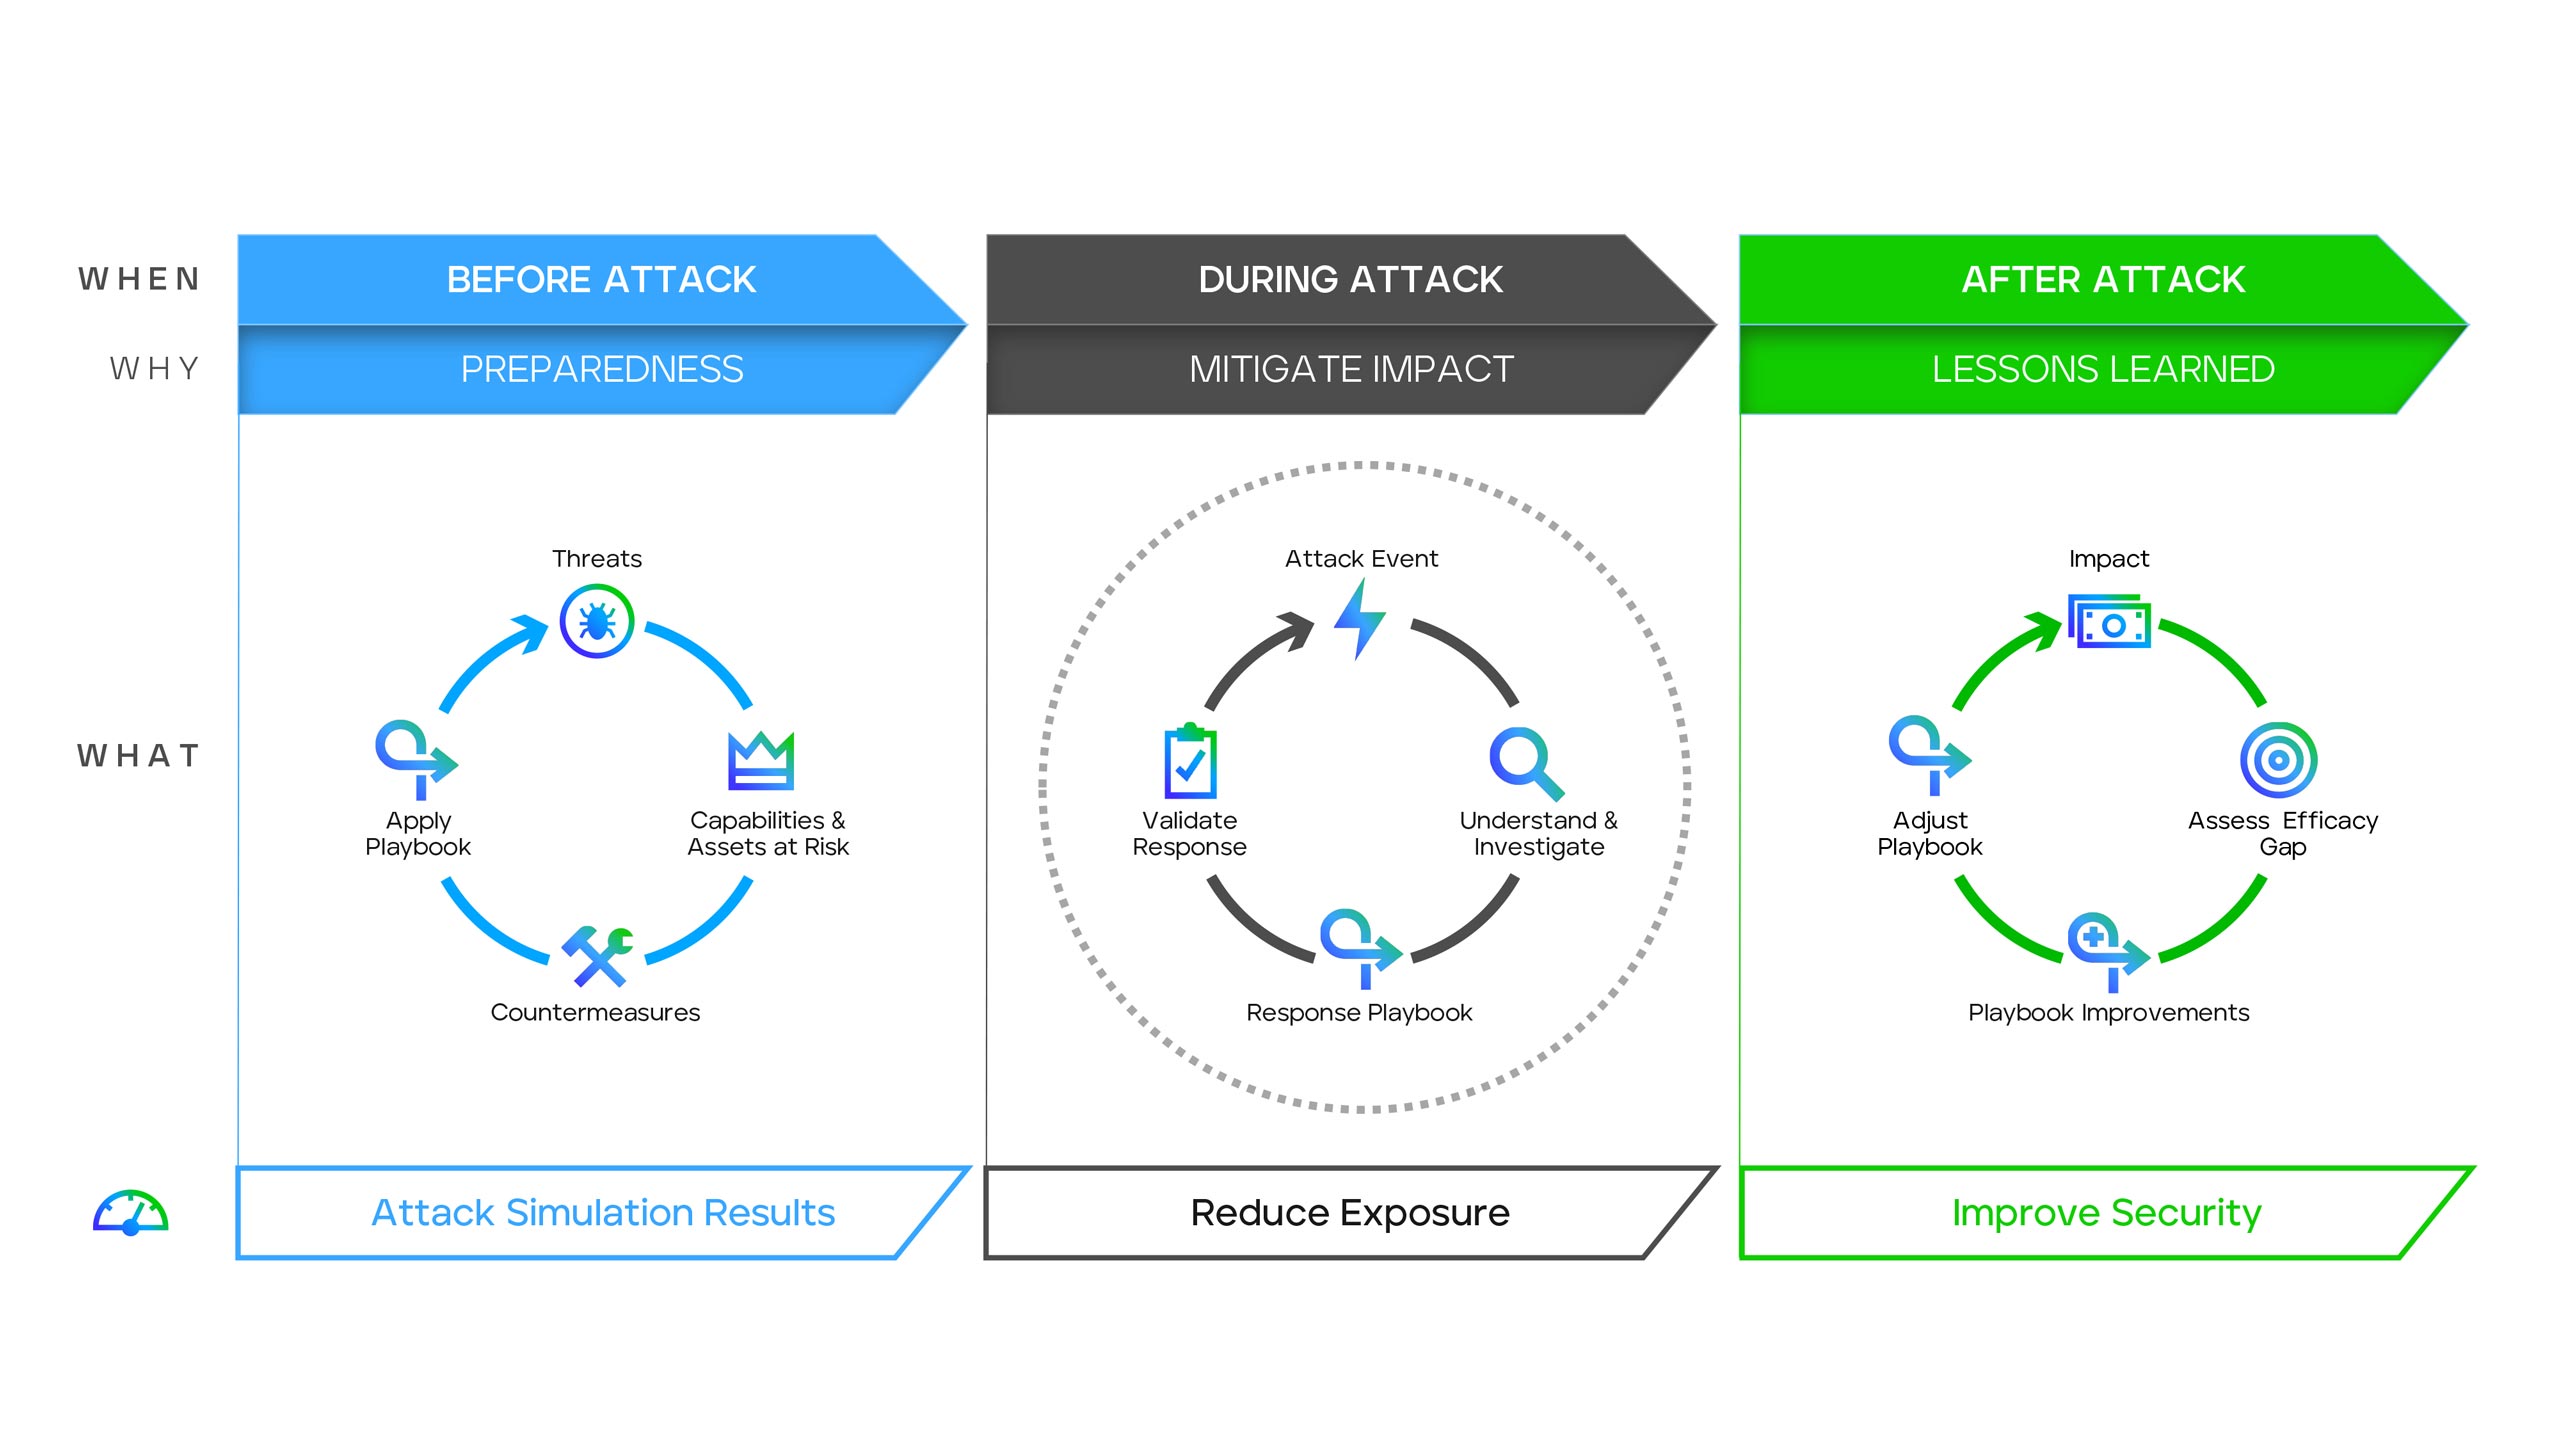 WHEN
BEFORE ATTACK
DURING ATTACK
AFTER ATTACK
WHY
PREPAREDNESS
MITIGATE IMPACT
LESSONS LEARNED
WHAT
Threats
Capabilities &
Assets at Risk
Countermeasures
Apply
Playbook
Attack Event
Understand &
Investigate
Response Playbook
Validate
Response
Impact
Assess Efficacy
Gap
Playbook Improvements
Adjust
Playbook
Attack Simulation Results
Reduce Exposure
Improve Security